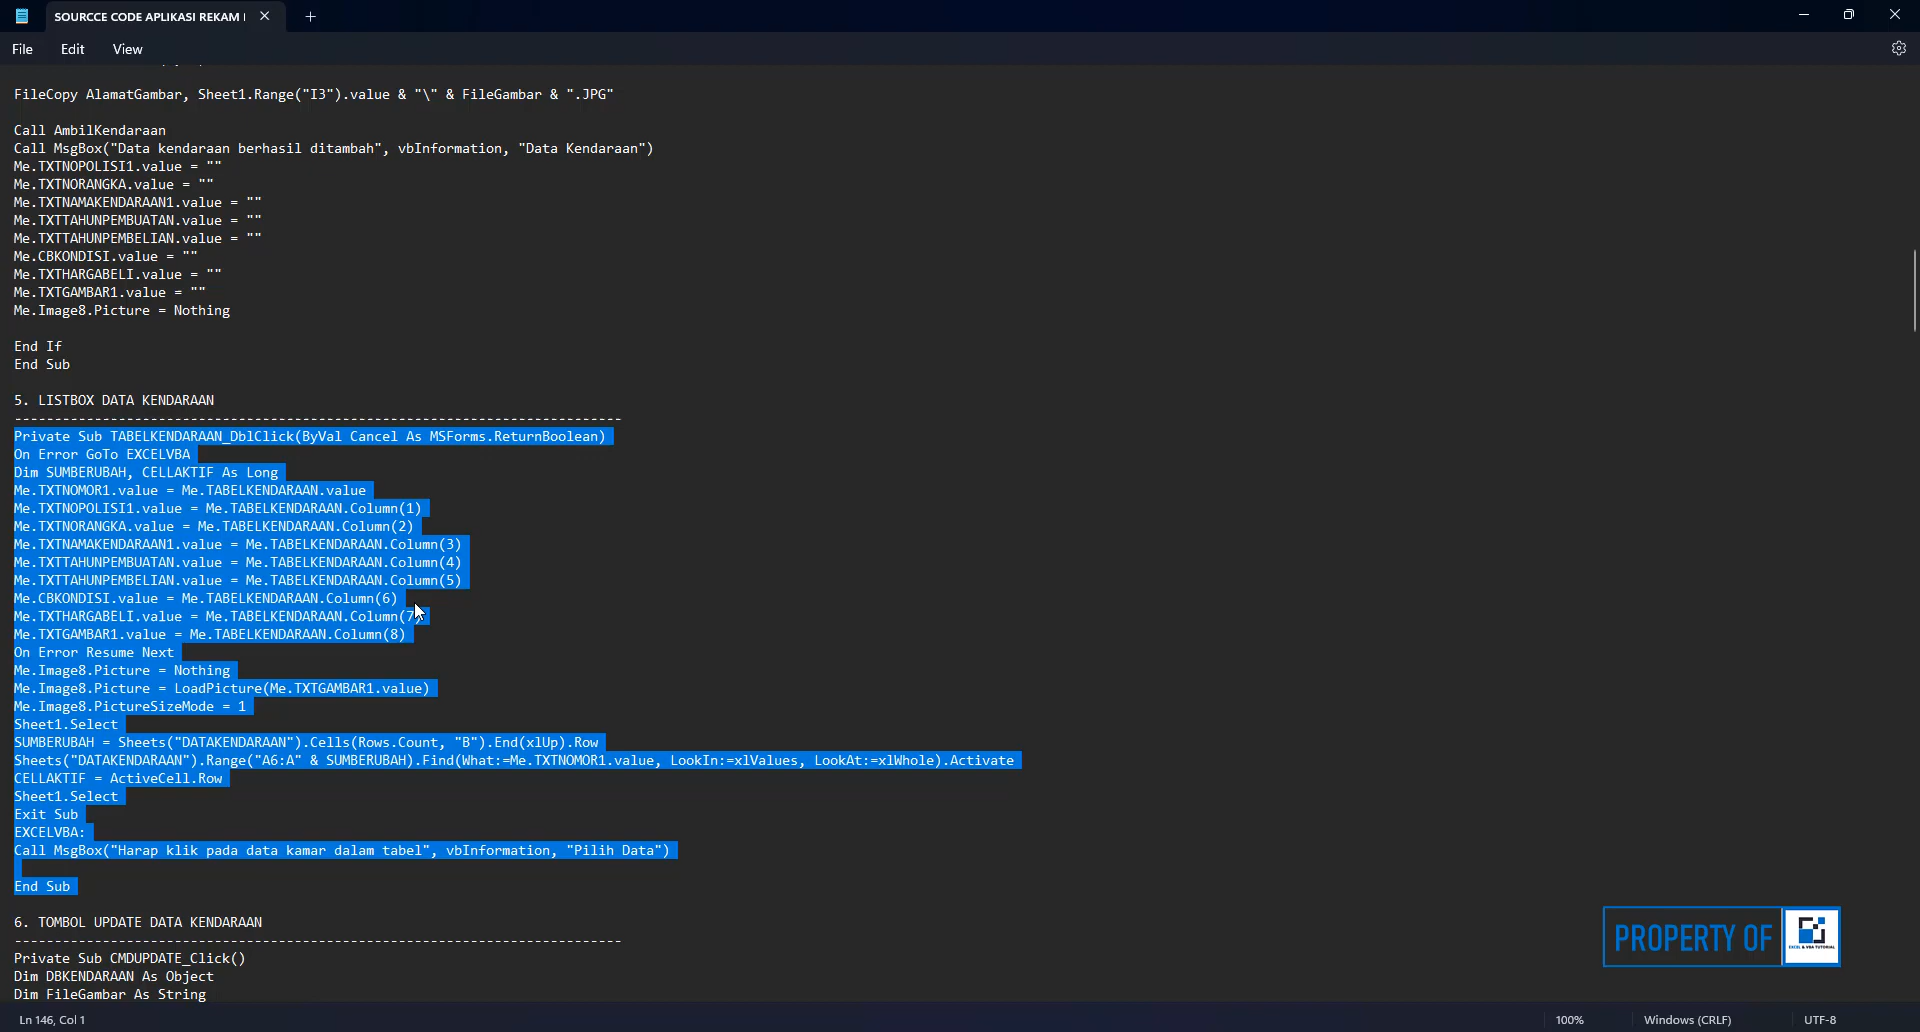 SOURCCE CODE APLIKASI REKAM
File Edit View
FileCopy AlamatGambar, Sheet1.Range("I3").value & "\" & FileGambar & ".JPG"
Call AmbilKendaraan
Call MsgBox("Data kendaraan berhasil ditambah", vbInformation, "Data Kendaraan")
Me.TXTNOPOLISI1.value = ""
Me.TXTNORANGKA.value = ""
Me.TXTNAMAKENDARAAN1.value = ""
Me.TXTTAHUNPEMBUATAN.value = ""
Me.TXTTAHUNPEMBELIAN.value = ""
Me.CBKONDISI.value = ""
Me.TXTHARGABELI.value = ""
Me.TXTGAMBAR1.value = ""
Me.Image8.Picture = Nothing
End If
End Sub
5. LISTBOX DATA KENDARAAN
----------------------------------------------------------------------------
Private Sub TABELKENDARAAN_DblClick(ByVal Cancel As MSForms.ReturnBoolean)
On Error GoTo EXCELVBA
Dim SUMBERUBAH, CELLAKTIF As Long
Me.TXTNOMOR1.value = Me.TABELKENDARAAN.value
Me.TXTNOPOLISI1.value = Me.TABELKENDARAAN.Column(1)
Me.TXTNORANGKA.value = Me.TABELKENDARAAN.Column(2)
Me.TXTNAMAKENDARAAN1.value = Me.TABELKENDARAAN.Column(3)
Me.TXTTAHUNPEMBUATAN.value = Me.TABELKENDARAAN.Column(4)
Me.TXTTAHUNPEMBELIAN.value = Me.TABELKENDARAAN.Column(5)
Me.CBKONDISI.value = Me.TABELKENDARAAN.Column(6)
Me.TXTHARGABELI.value = Me.TABELKENDARAAN.Column(7)
Me.TXTGAMBAR1.value = Me.TABELKENDARAAN.Column(8)
On Error Resume Next
Me.Image8.Picture = Nothing
Me.Image8.Picture = LoadPicture(Me.TXTGAMBAR1.value)
Me.Image8.PictureSizeMode = 1
Sheet1.Select
SUMBERUBAH = Sheets("DATAKENDARAAN").Cells(Rows.Count, "B").End(xlUp).Row
Sheets("DATAKENDARAAN").Range("A6:A" & SUMBERUBAH).Find(What:=Me.TXTNOMOR1.value, LookIn:=xlValues, LookAt:=xlWhole).Activate
CELLAKTIF = ActiveCell.Row
Sheet1.Select
Exit Sub
EXCELVBA:
Call MsgBox("Harap klik pada data kamar dalam tabel", vbInformation, "Pilih Data")
End Sub
6. TOMBOL UPDATE DATA KENDARAAN
----------------------------------------------------------------------------
Private Sub CMDUPDATE_Click()
Dim DBKENDARAAN As Object
Dim FileGambar As String
PROPERTY OF
EXCEL & VBA TUTORIAL
Ln 146, Col 1
100%
Windows (CRLF)
UTF-8